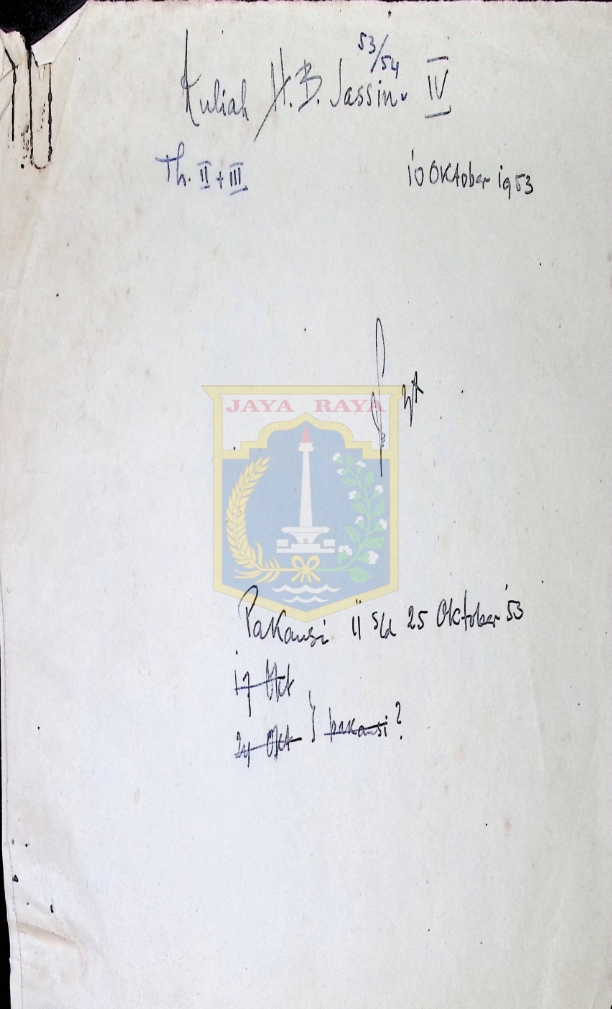 53/54
Kuliah H.B. Jassin IV
Th. II + III
10 Oktober 1953
JAYA RAYA
Pakansi 11 s/d 25 Oktober '53
17 Okt
24 Okt } pakansi?